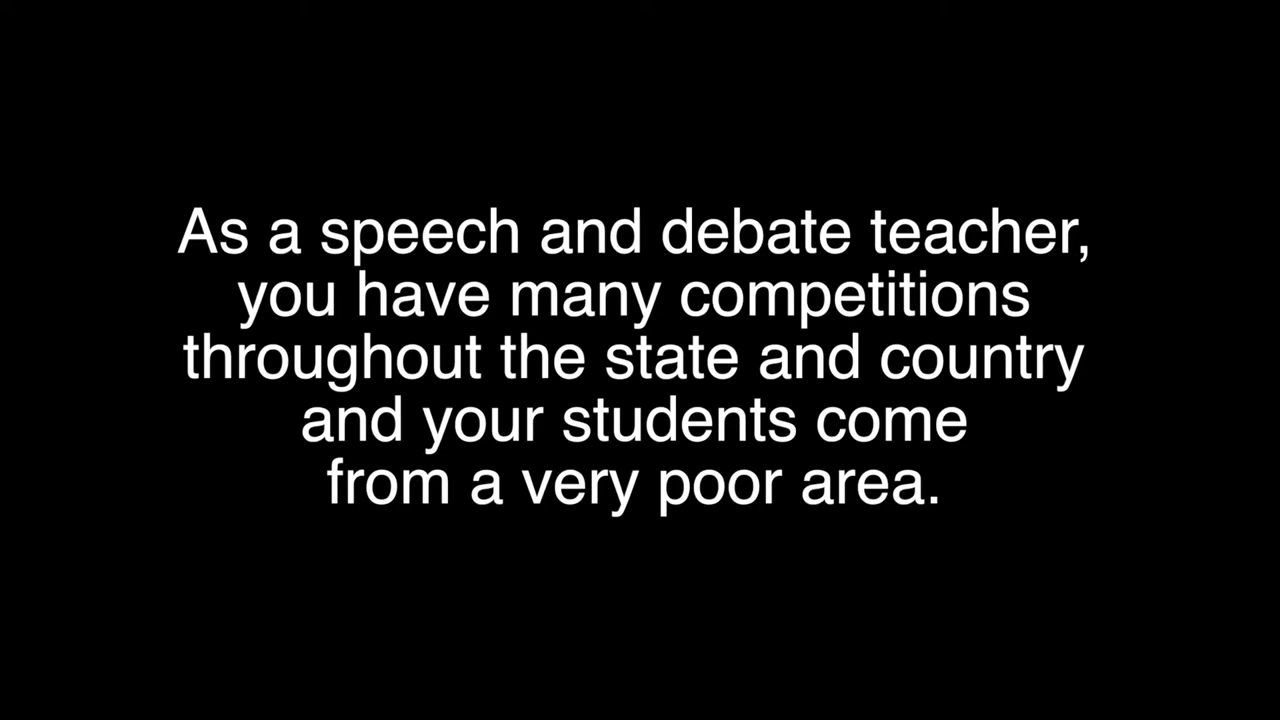 As a speech and debate teacher,
you have many competitions
throughout the state and country
and your students come
from a very poor area.